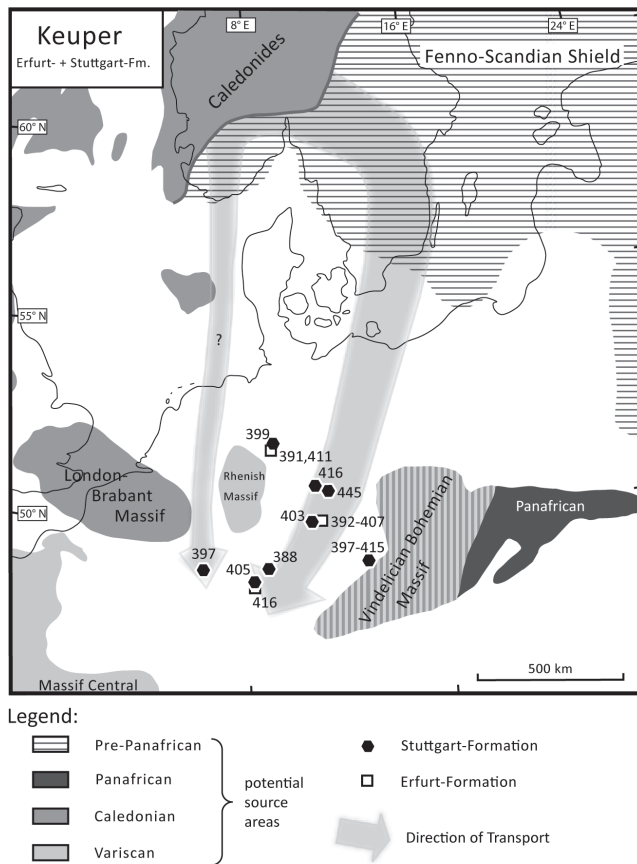 Keuper
Erfurt- + Stuttgart-Fm.
8° E
16° E
24° E
Caledonides
Fenno-Scandian Shield
60° N
55° N
?
399
391,411
416
445
Rhenish
Massif
London-
Brabant
Massif
50° N
403
392-407
Panafrican
Vindelician Bohemian
Massif
397-415
397
388
405
416
500 km
Massif Central
Legend:
Pre-Panafrican
Panafrican
Caledonian
Variscan
potential
source
areas
Stuttgart-Formation
Erfurt-Formation
Direction of Transport